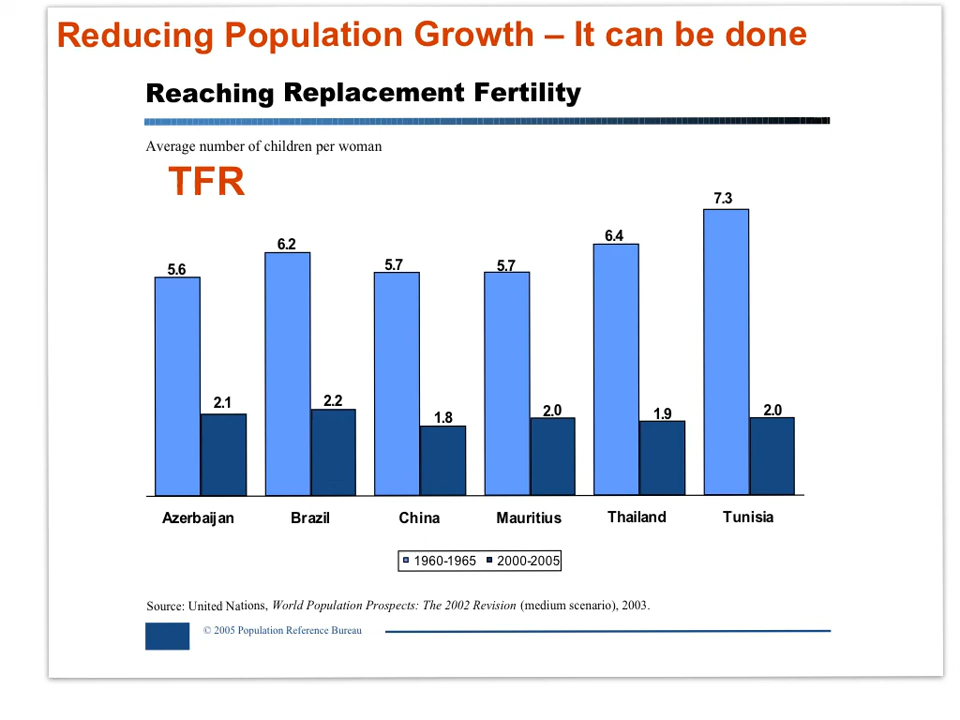 Reducing Population Growth – It can be done
Reaching Replacement Fertility
Average number of children per woman
TFR
5.6
2.1
6.2
2.2
5.7
1.8
5.7
2.0
6.4
1.9
7.3
2.0
Azerbaijan Brazil China Mauritius Thailand Tunisia
1960-1965 2000-2005
Source: United Nations, World Population Prospects: The 2002 Revision (medium scenario), 2003.
© 2005 Population Reference Bureau